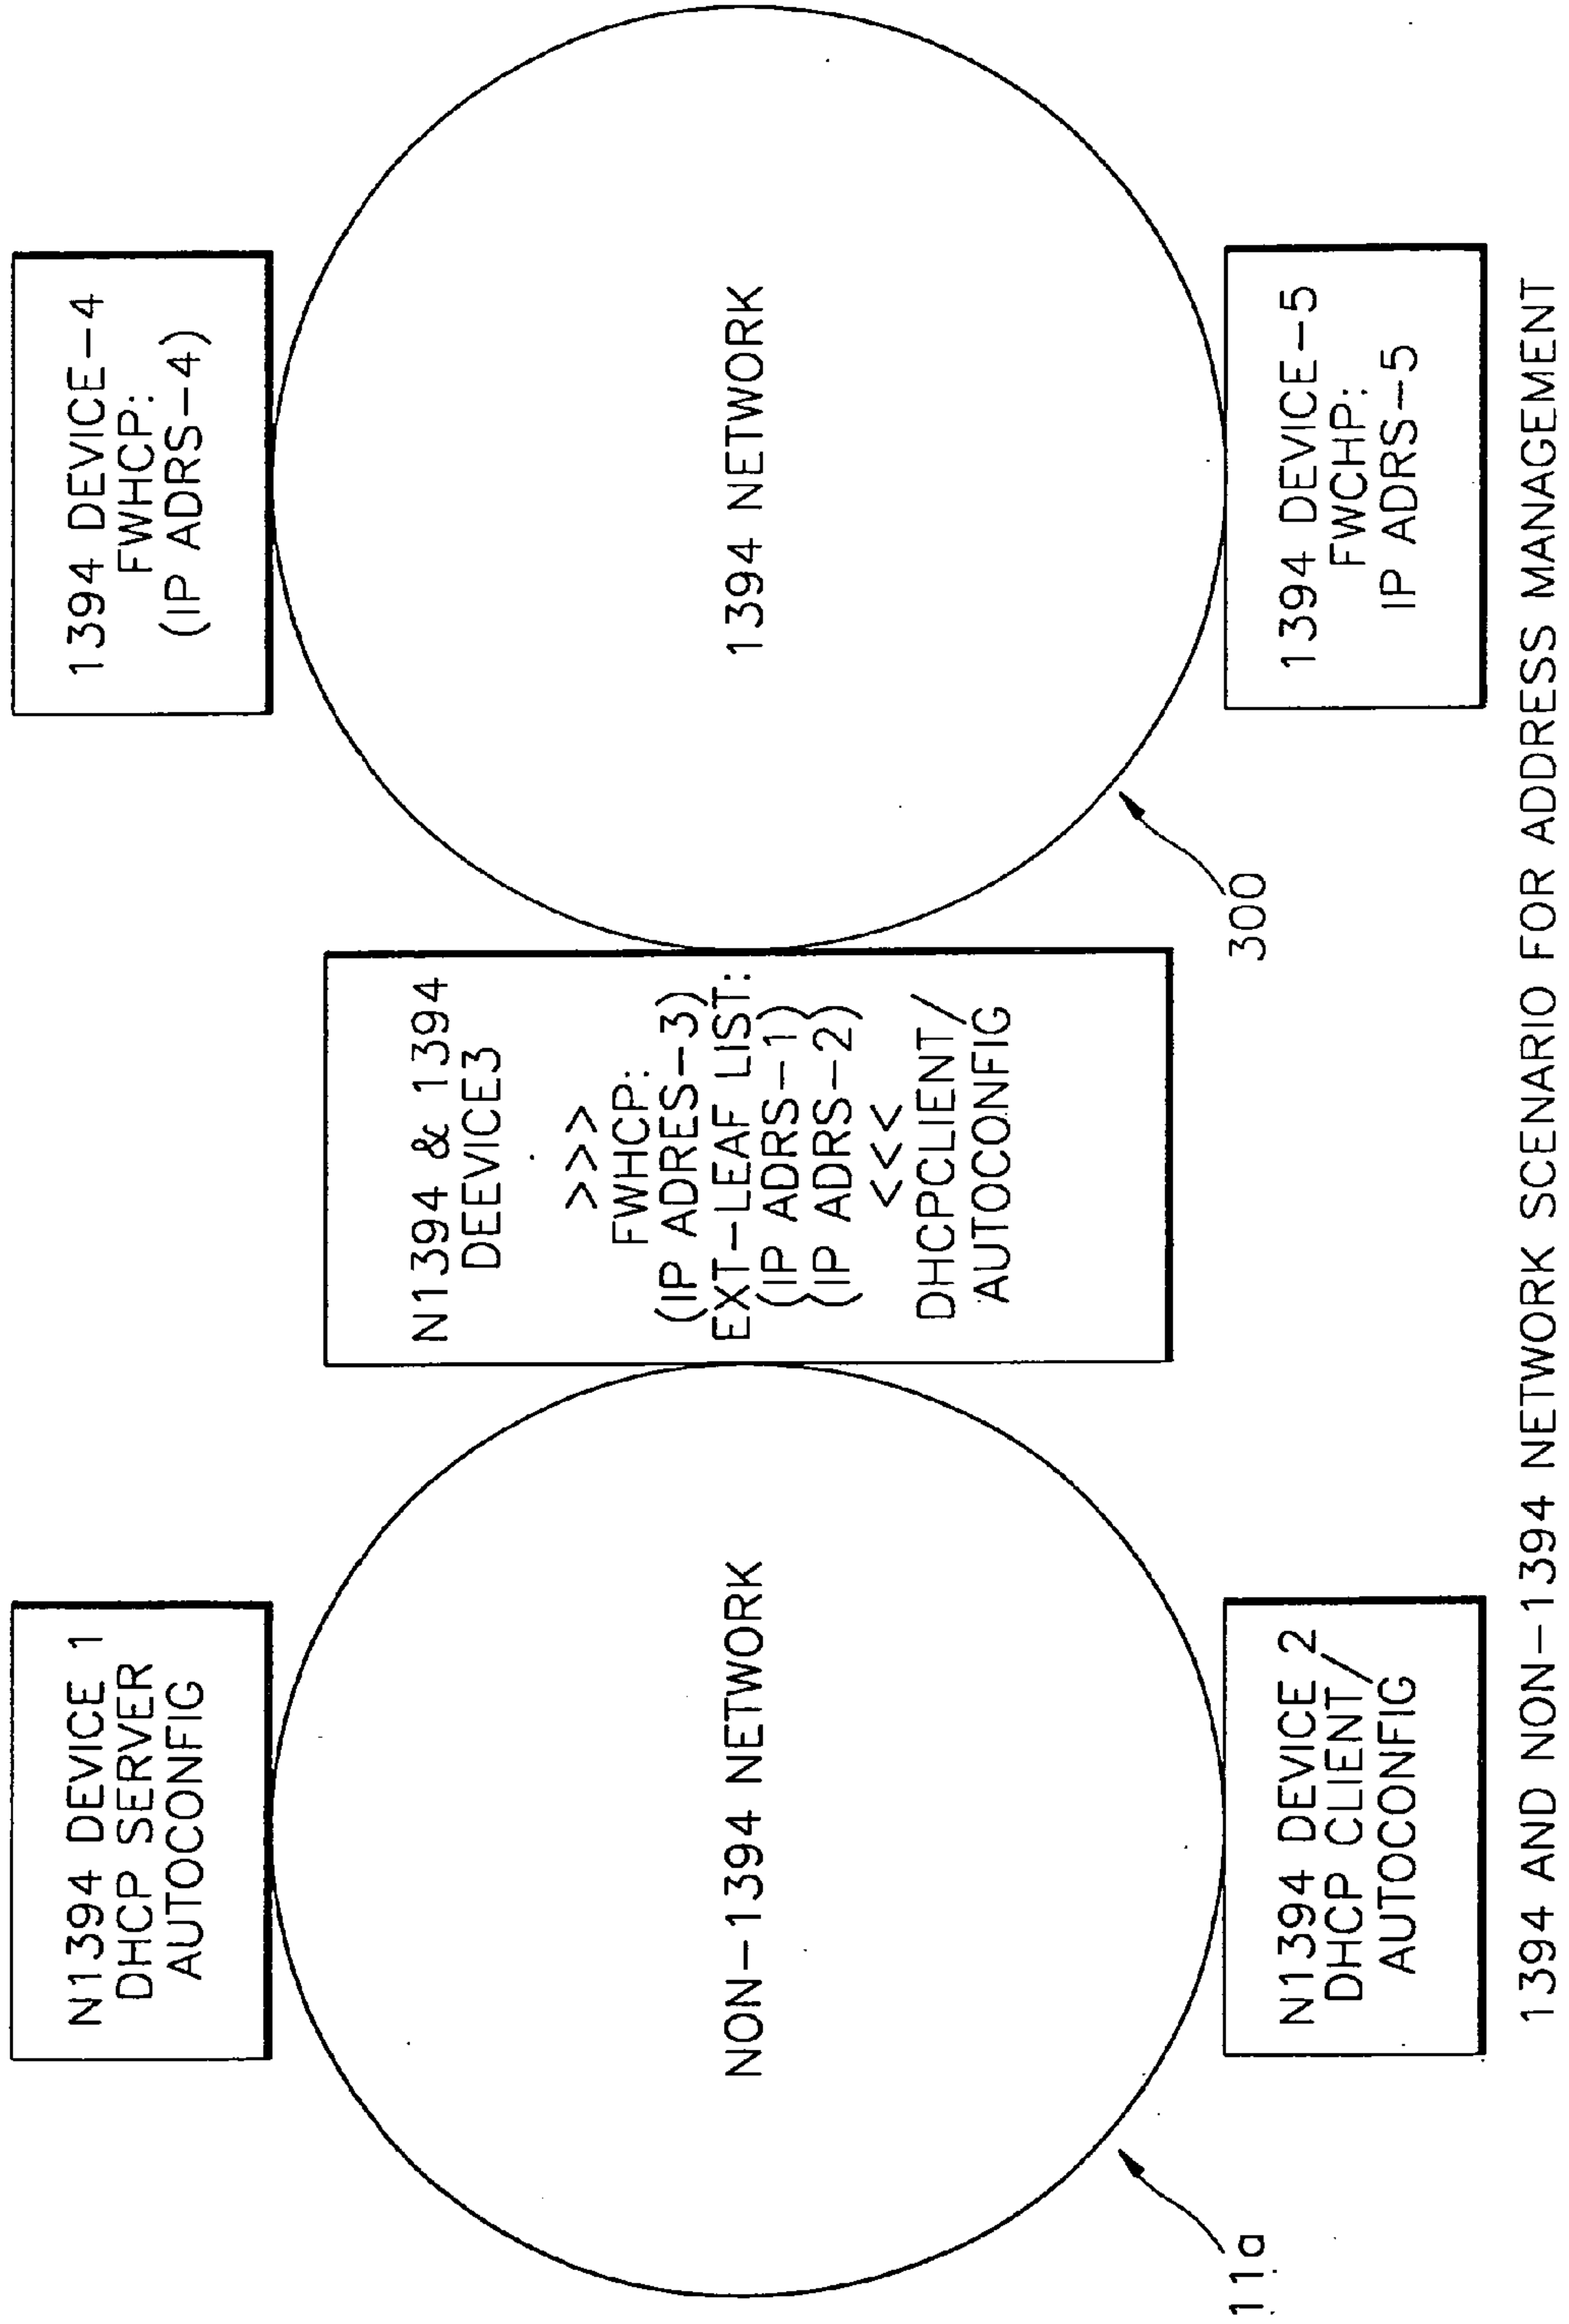 N1394 DEVICE 1
DHCP SERVER
AUTOCONFIG
1394 DEVICE-4
FWHCP:
(IP ADRS-4)
NON-1394 NETWORK
N1394 & 1394
DEEVICE3
>>>
FWHCP:
(IP ADRES-3)
EXT-LEAF LIST:
(IP ADRS-1)
(IP ADRS-2)
<<<
DHCPCLIENT/
AUTOCONFIG
1394 NETWORK
11a
N1394 DEVICE 2
DHCP CLIENT/
AUTOCONFIG
300
1394 DEVICE-5
FWCHP:
IP ADRS-5
1394 AND NON-1394 NETWORK SCENARIO FOR ADDRESS MANAGEMENT